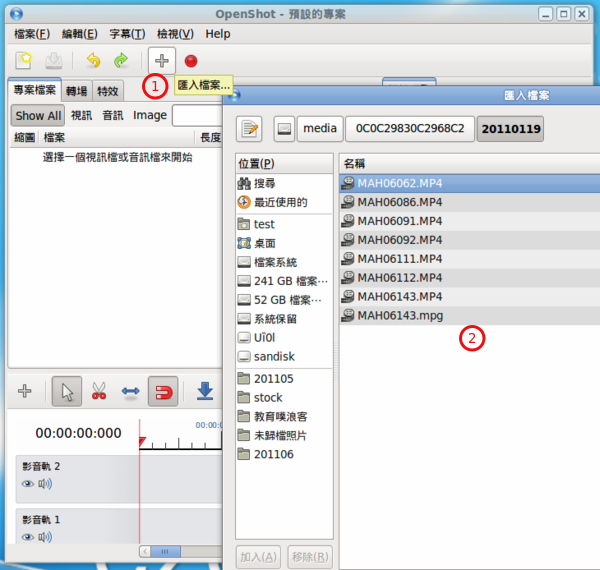 OpenShot - 預設的專案
檔案(F) 編輯(E) 字幕(T) 檢視(V) Help
1
匯入檔案...
專案檔案 轉場 特效
Show All 視訊 音訊 Image
縮圖 檔案 長度
選擇一個視訊檔或音訊檔來開始
00:00:00:000
00:00:0
影音軌 2
影音軌 1
匯入檔案
media 0C0C29830C2968C2 20110119
位置(P)
搜尋
最近使用的
test
桌面
檔案系統
241 GB 檔案…
52 GB 檔案…
系統保留
Uï0l
sandisk
201105
stock
教育噗浪客
未歸檔照片
201106
加入(A) 移除(R)
名稱
MAH06062.MP4
MAH06086.MP4
MAH06091.MP4
MAH06092.MP4
MAH06111.MP4
MAH06112.MP4
MAH06143.MP4
MAH06143.mpg
2